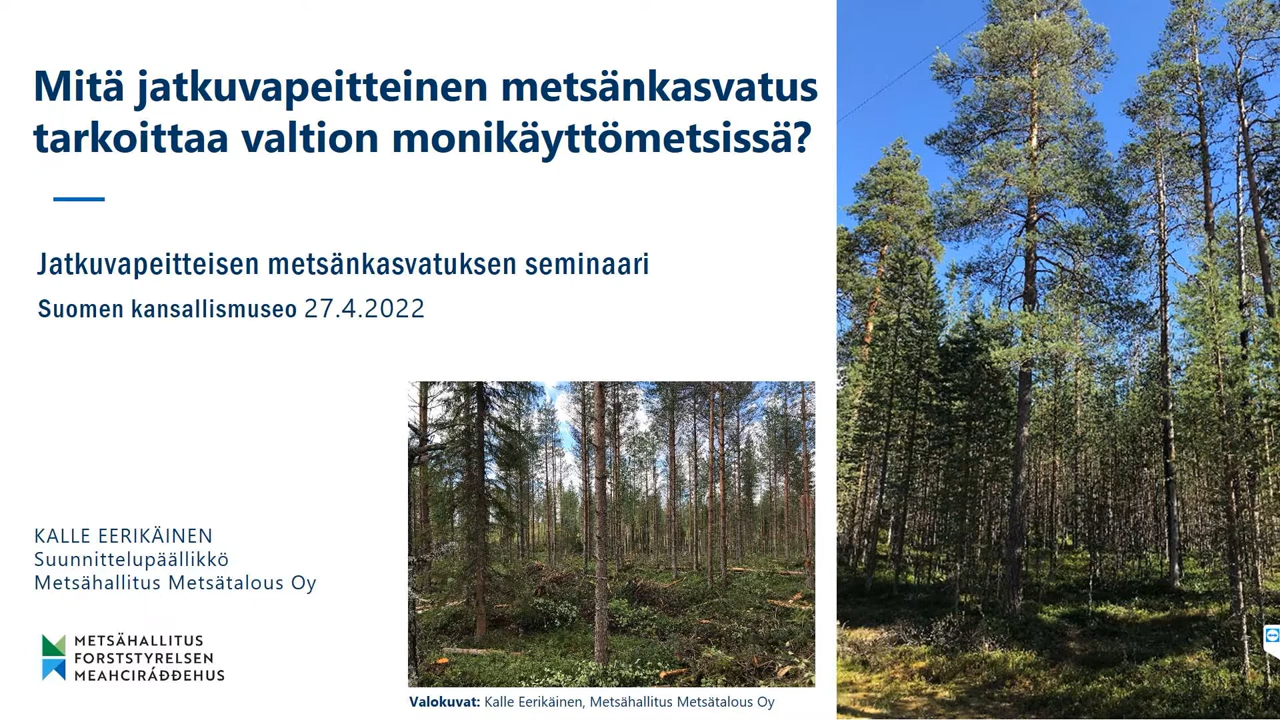 Mitä jatkuvapeitteinen metsänkasvatus
tarkoittaa valtion monikäyttömetsissä?
Jatkuvapeitteisen metsänkasvatuksen seminaari
Suomen kansallismuseo 27.4.2022
KALLE EERIKÄINEN
Suunnittelupäällikkö
Metsähallitus Metsätalous Oy
METSÄHALLITUS
FORSTSTYRELSEN
MEAHCIRÁĐĐEHUS
Valokuvat: Kalle Eerikäinen, Metsähallitus Metsätalous Oy